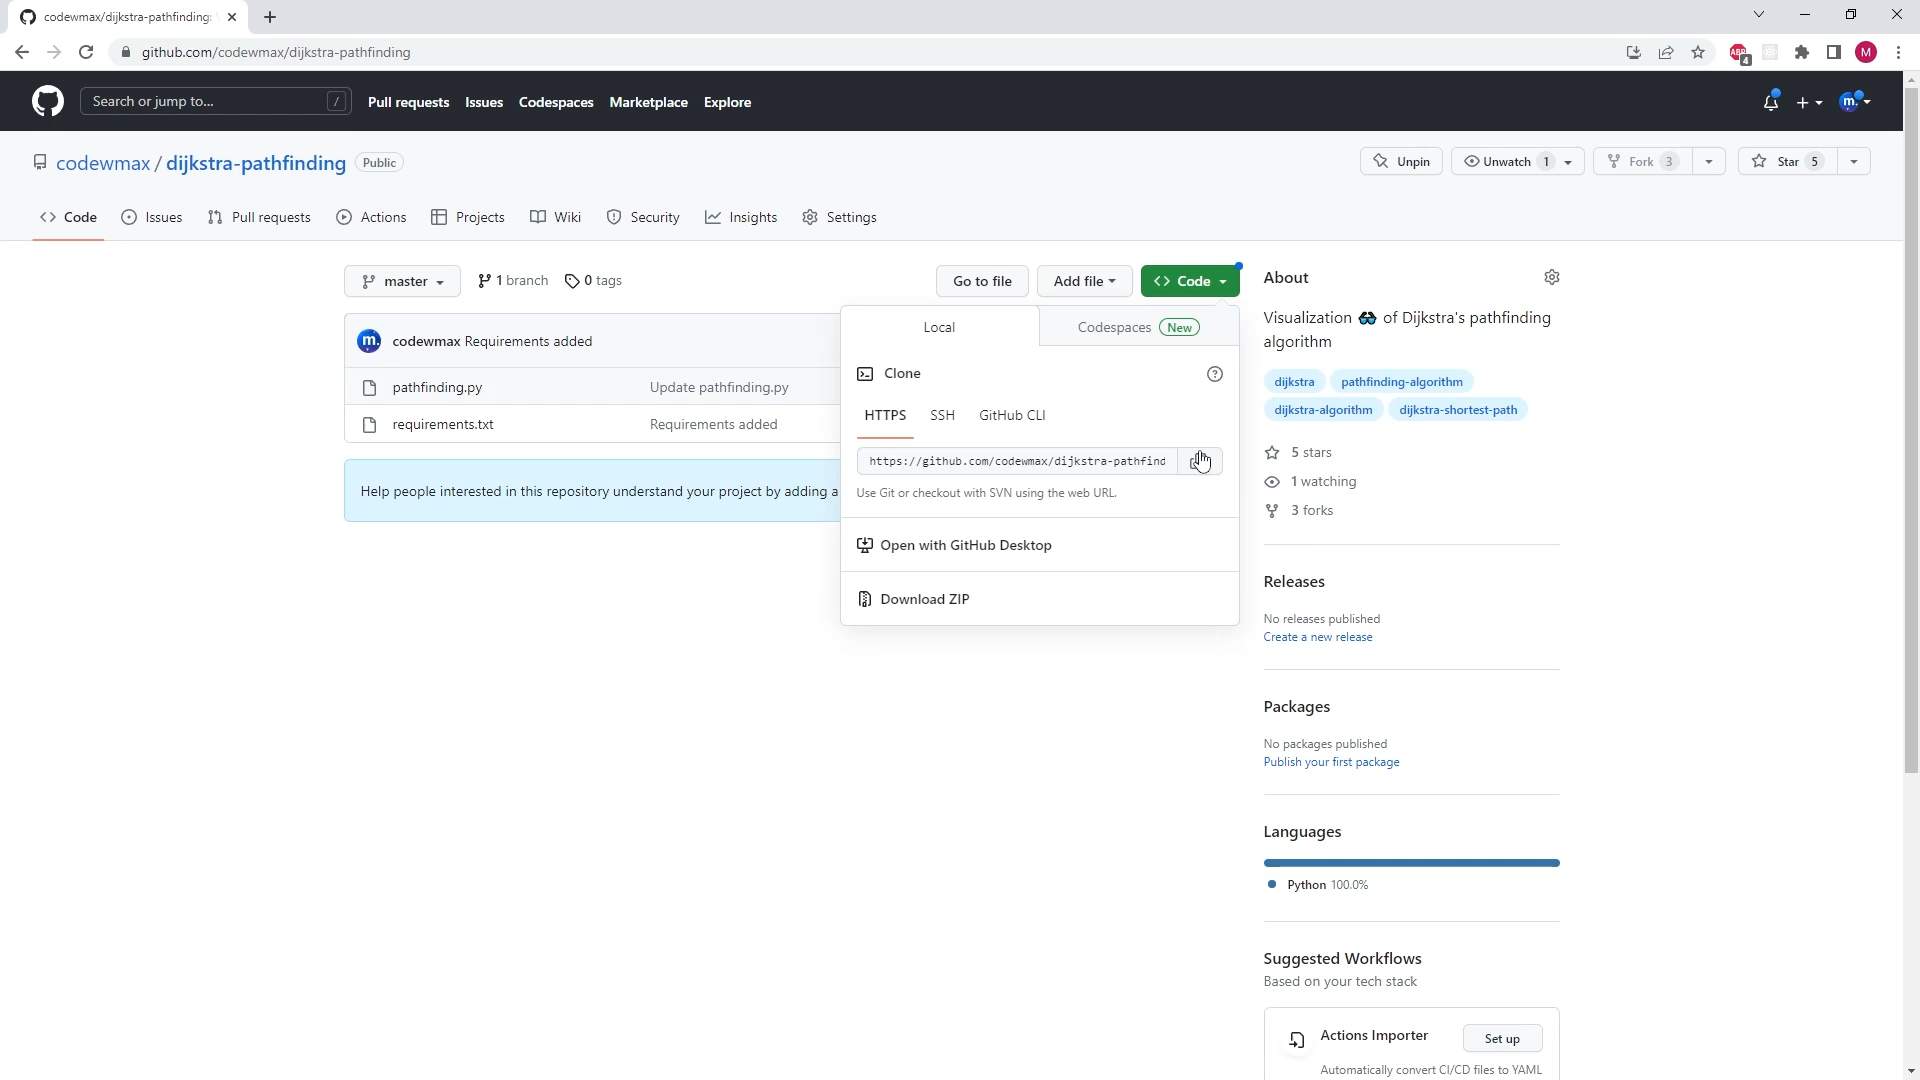 codewmax/dijkstra-pathfinding:
github.com/codewmax/dijkstra-pathfinding
ABP
4
M
Search or jump to...
/
Pull requests
Issues
Codespaces
Marketplace
Explore
m.
codewmax / dijkstra-pathfinding
Public
Unpin
Unwatch 1
Fork 3
Star 5
Code
Issues
Pull requests
Actions
Projects
Wiki
Security
Insights
Settings
master
1 branch
0 tags
Go to file
Add file
Code
m.
codewmax Requirements added
pathfinding.py
Update pathfinding.py
requirements.txt
Requirements added
Help people interested in this repository understand your project by adding a
Local
Codespaces New
Clone
HTTPS
SSH
GitHub CLI
https://github.com/codewmax/dijkstra-pathfind
Use Git or checkout with SVN using the web URL.
Open with GitHub Desktop
Download ZIP
About
Visualization 🕶 of Dijkstra's pathfinding
algorithm
dijkstra
pathfinding-algorithm
dijkstra-algorithm
dijkstra-shortest-path
5 stars
1 watching
3 forks
Releases
No releases published
Create a new release
Packages
No packages published
Publish your first package
Languages
Python 100.0%
Suggested Workflows
Based on your tech stack
Actions Importer
Set up
Automatically convert CI/CD files to YAML